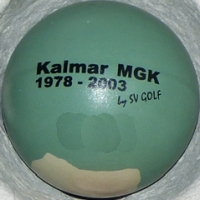 Kalmar MGK
1978 - 2003
by SV GOLF